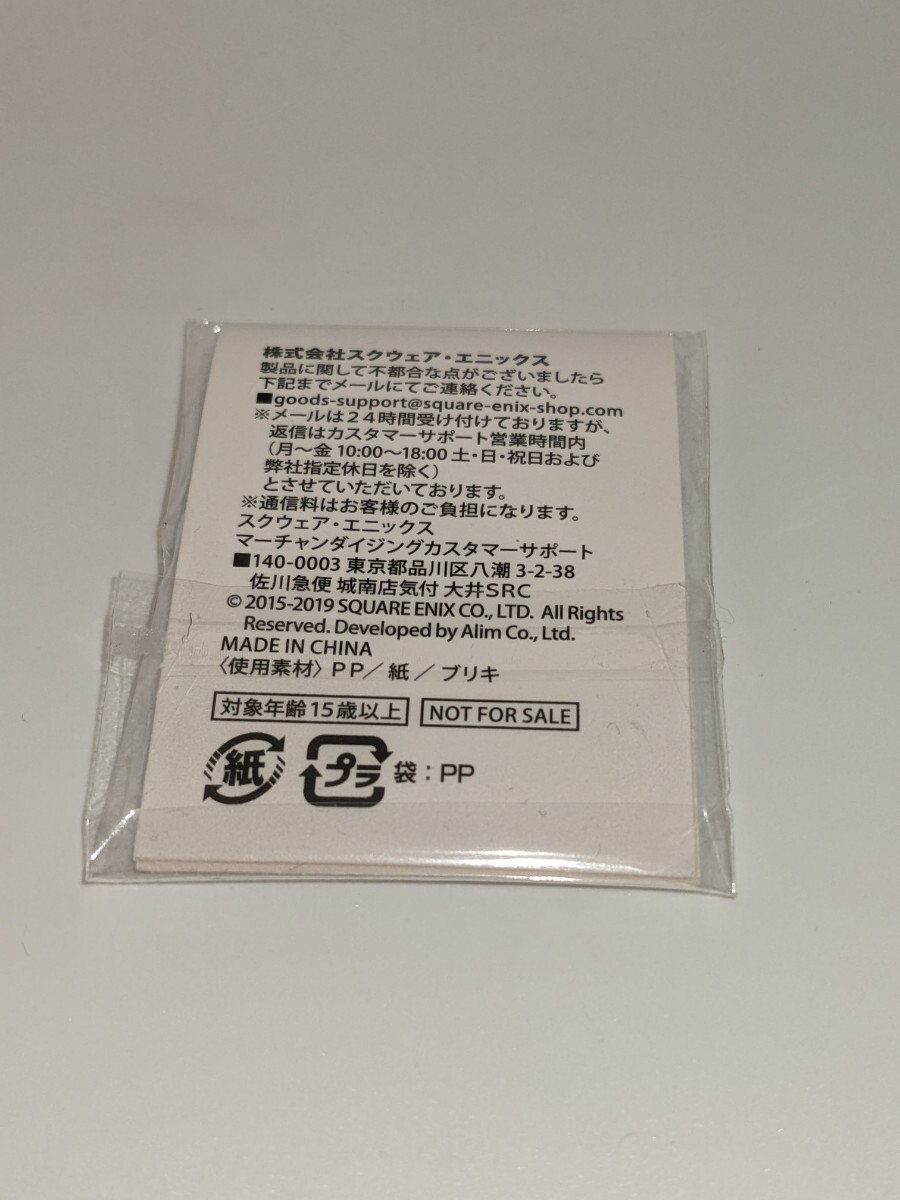 株式会社スクウェア・エニックス
製品に関して不都合な点がございましたら
下記までメールにてご連絡ください。
■goods-support@square-enix-shop.com
※メールは24時間受け付けておりますが、
返信はカスタマーサポート営業時間内
（月～金 10:00～18:00 土・日・祝日および
弊社指定休日を除く）
とさせていただいております。
※通信料はお客様のご負担になります。
スクウェア・エニックス
マーチャンダイジングカスタマーサポート
■140-0003 東京都品川区八潮 3-2-38
佐川急便 城南店気付 大井SRC
© 2015-2019 SQUARE ENIX CO., LTD. All Rights
Reserved. Developed by Alim Co., Ltd.
MADE IN CHINA
〈使用素材〉PP／紙／ブリキ
対象年齢15歳以上 NOT FOR SALE
紙 プラ 袋：PP